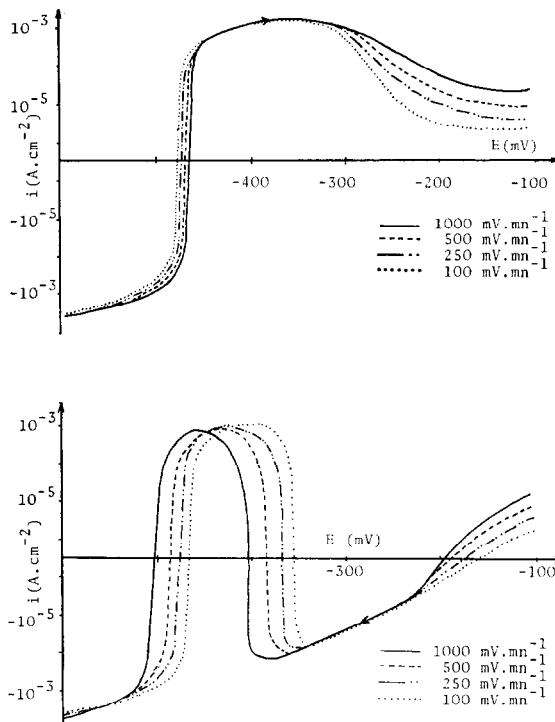 10⁻³
10⁻⁵
i(A.cm⁻²)
E(mV)
-400 -300 -200 -100
-10⁻⁵
-10⁻³
1000 mV.mn⁻¹
500 mV.mn⁻¹
250 mV.mn⁻¹
100 mV.mn⁻¹
10⁻³
10⁻⁵
i(A.cm⁻²)
E (mV)
-300 -100
-10⁻⁵
-10⁻³
1000 mV.mn⁻¹
500 mV.mn⁻¹
250 mV.mn⁻¹
100 mV.mn⁻¹